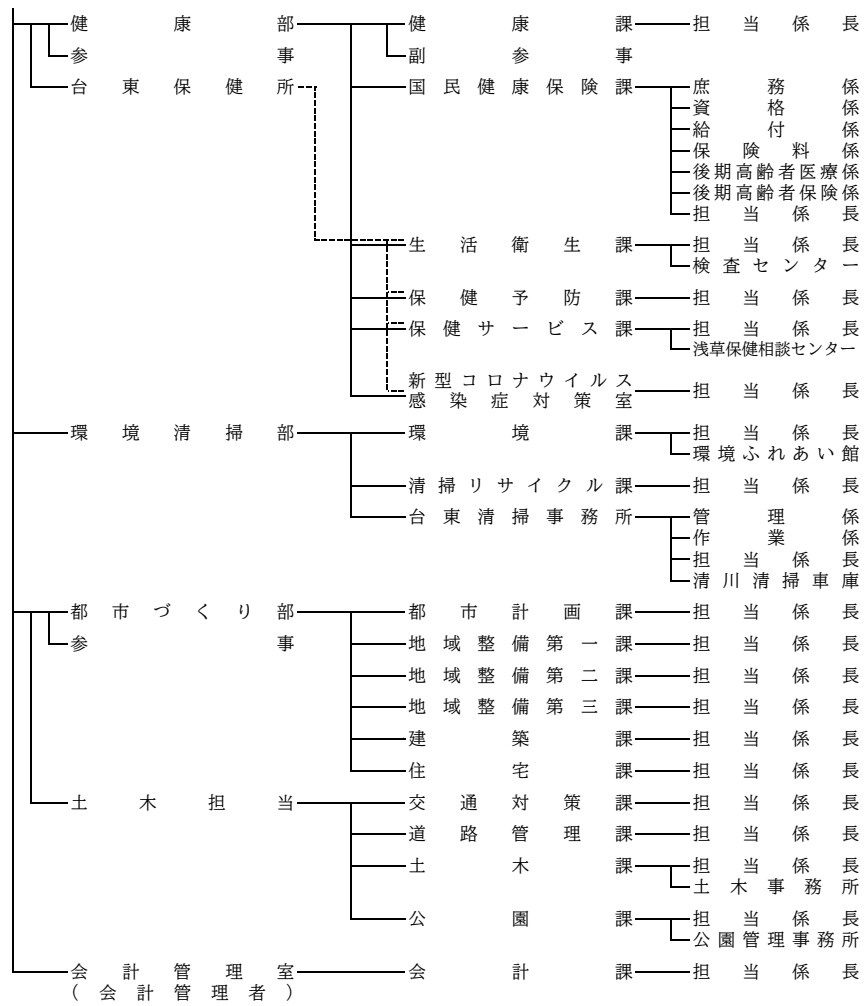 健康部 健康課 担当係長
参事 副参事
台東保健所 国民健康保険課 庶務係
資格係
給付係
保険料係
後期高齢者医療係
後期高齢者保険係
担当係長
生活衛生課 担当係長
検査センター
保健予防課 担当係長
保健サービス課 担当係長
浅草保健相談センター
新型コロナウイルス
感染症対策室 担当係長
環境清掃部 環境課 担当係長
環境ふれあい館
清掃リサイクル課 担当係長
台東清掃事務所 管理係
作業係
担当係長
清川清掃車庫
都市づくり部 都市計画課 担当係長
参事 地域整備第一課 担当係長
地域整備第二課 担当係長
地域整備第三課 担当係長
建築課 担当係長
住宅課 担当係長
土木担当 交通対策課 担当係長
道路管理課 担当係長
土木課 担当係長
土木事務所
公園課 担当係長
公園管理事務所
会計管理室 会計課 担当係長
(会計管理者)